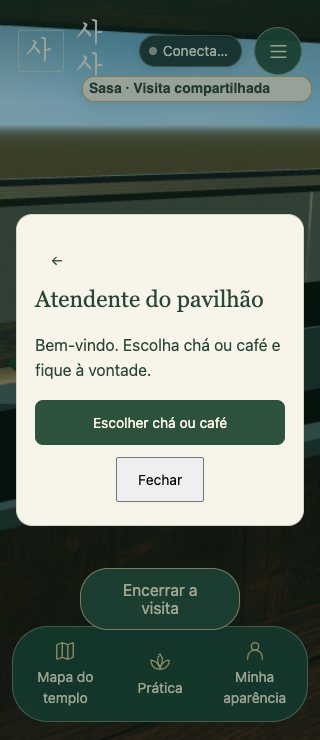 사
사
사
Conecta...
Sasa · Visita compartilhada
←
Atendente do pavilhão
Bem-vindo. Escolha chá ou café e
fique à vontade.
Escolher chá ou café
Fechar
Encerrar a
visita
Mapa do
templo
Prática
Minha
aparência